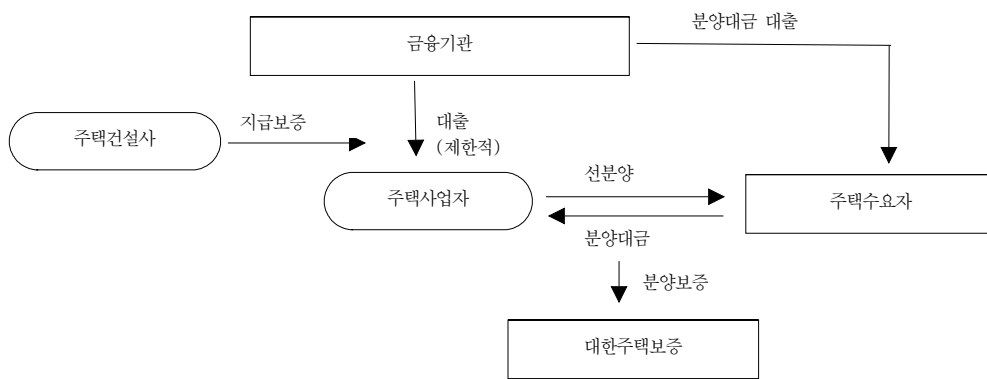 분양대금 대출
금융기관
주택건설사
지급보증
대출
(제한적)
주택사업자
선분양
주택수요자
분양대금
분양보증
대한주택보증